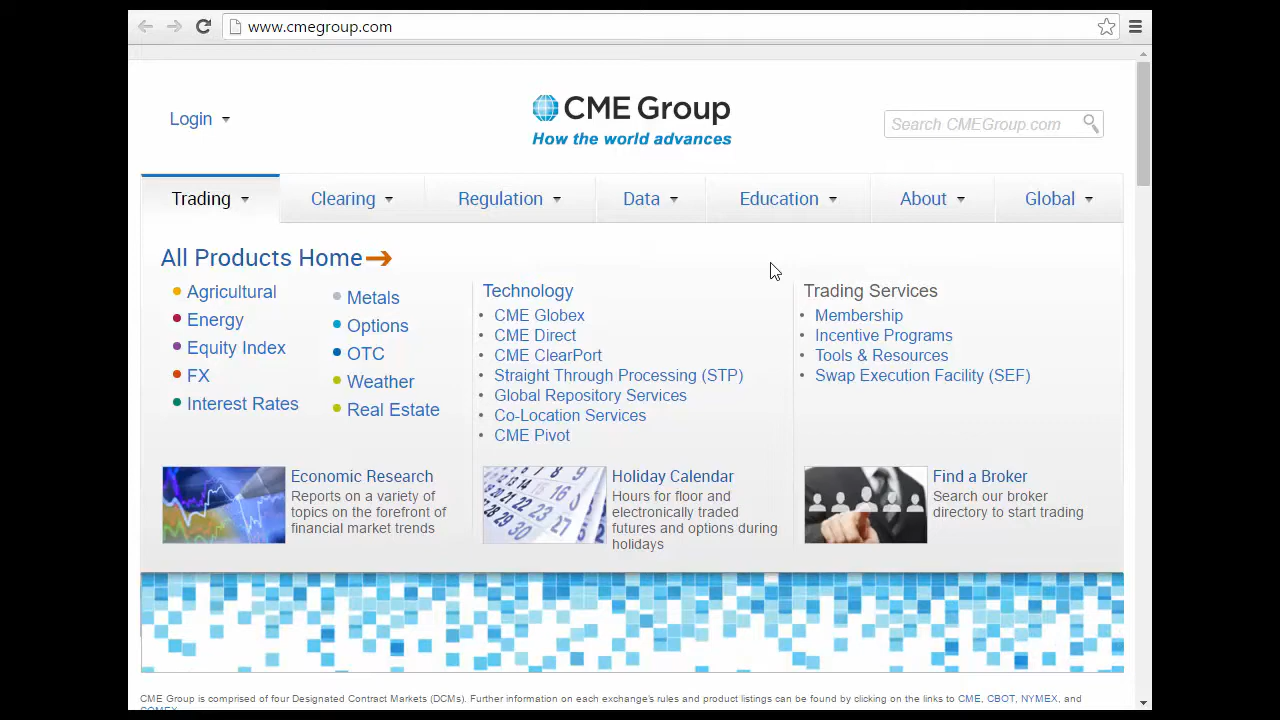 www.cmegroup.com
Login
CME Group
How the world advances
Search CMEGroup.com
Trading Clearing Regulation Data Education About Global
All Products Home
Agricultural
Energy
Equity Index
FX
Interest Rates
Metals
Options
OTC
Weather
Real Estate
Technology
CME Globex
CME Direct
CME ClearPort
Straight Through Processing (STP)
Global Repository Services
Co-Location Services
CME Pivot
Trading Services
Membership
Incentive Programs
Tools & Resources
Swap Execution Facility (SEF)
Economic Research
Reports on a variety of
topics on the forefront of
financial market trends
Holiday Calendar
Hours for floor and
electronically traded
futures and options during
holidays
Find a Broker
Search our broker
directory to start trading
CME Group is comprised of four Designated Contract Markets (DCMs). Further information on each exchange's rules and product listings can be found by clicking on the links to CME, CBOT, NYMEX, and